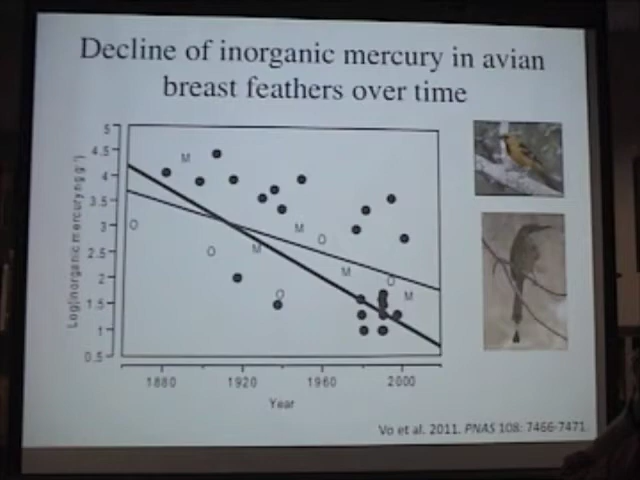 Decline of inorganic mercury in avian
breast feathers over time
Log(inorganic mercury ng g⁻¹)
5
4.5
4
3.5
3
2.5
2
1.5
1
0.5
M
M
M
M
M
O
O
O
O
O
1880
1920
1960
2000
Year
Vo et al. 2011. PNAS 108: 7466-7471.